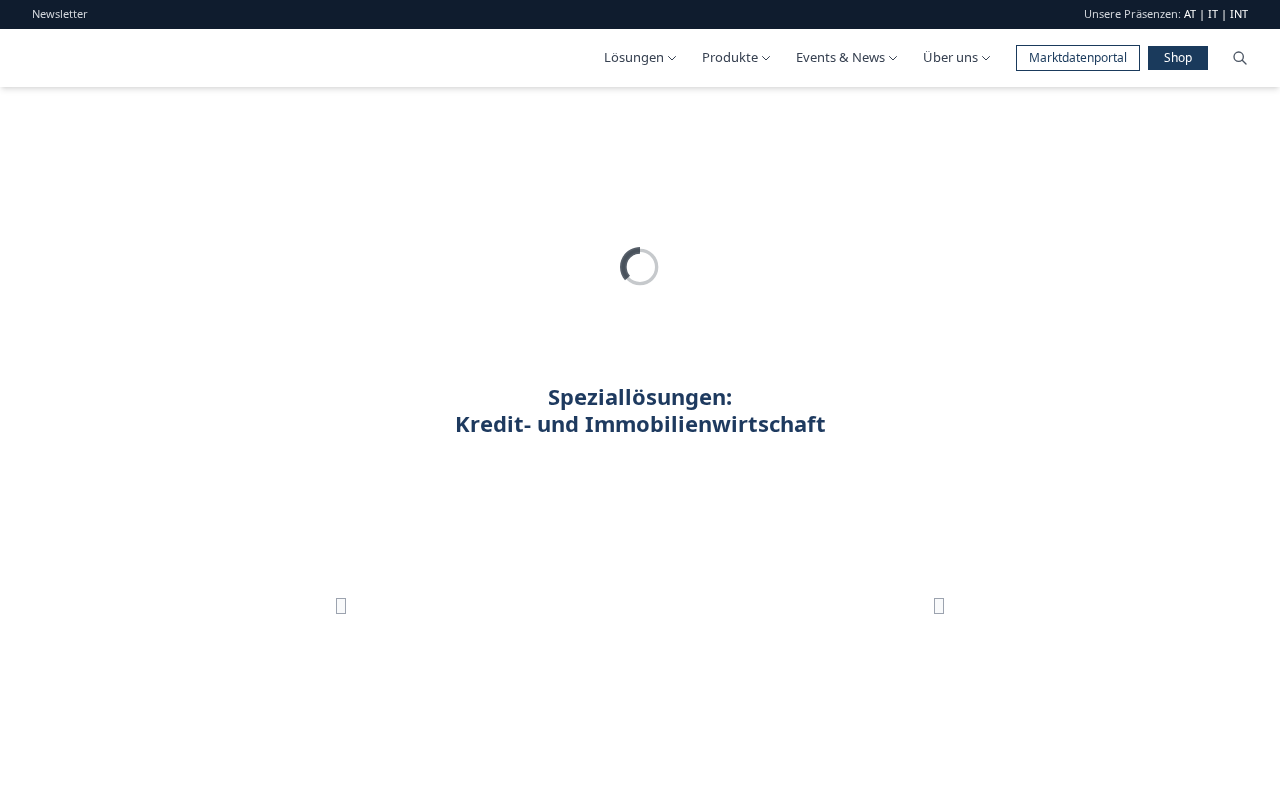 Newsletter
Unsere Präsenzen: AT | IT | INT
Lösungen
Produkte
Events & News
Über uns
Marktdatenportal
Shop
Speziallösungen:
Kredit- und Immobilienwirtschaft